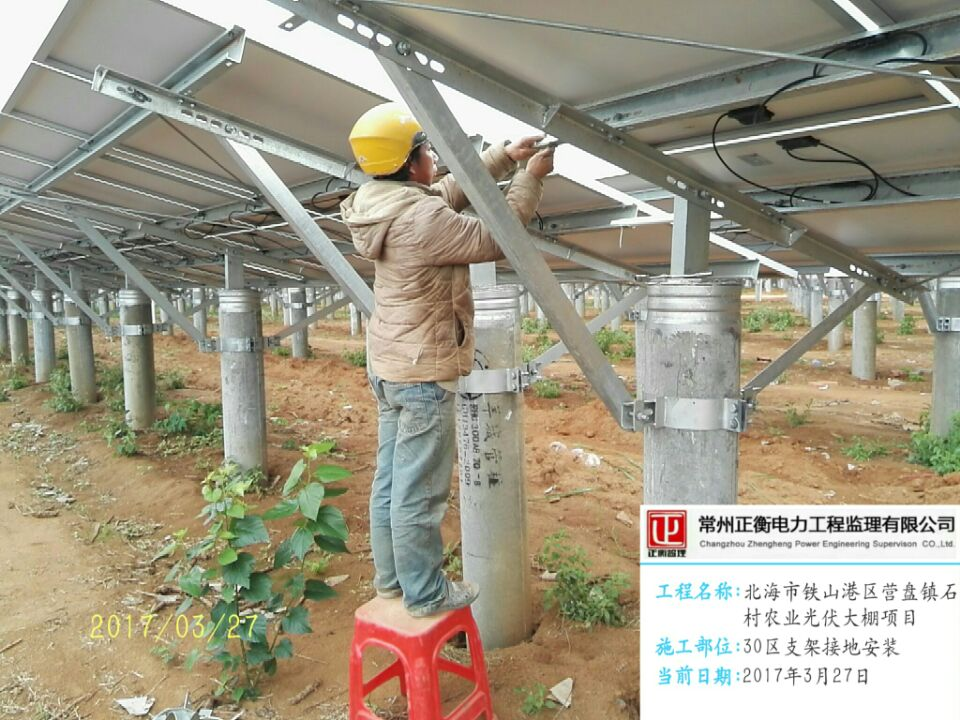 常州正衡电力工程监理有限公司
Changzhou Zhengheng Power Engineering Supervison CO.,Ltd.
正衡监理
工程名称:北海市铁山港区营盘镇石
村农业光伏大棚项目
施工部位:30区支架接地安装
当前日期:2017年3月27日
2017/03/27